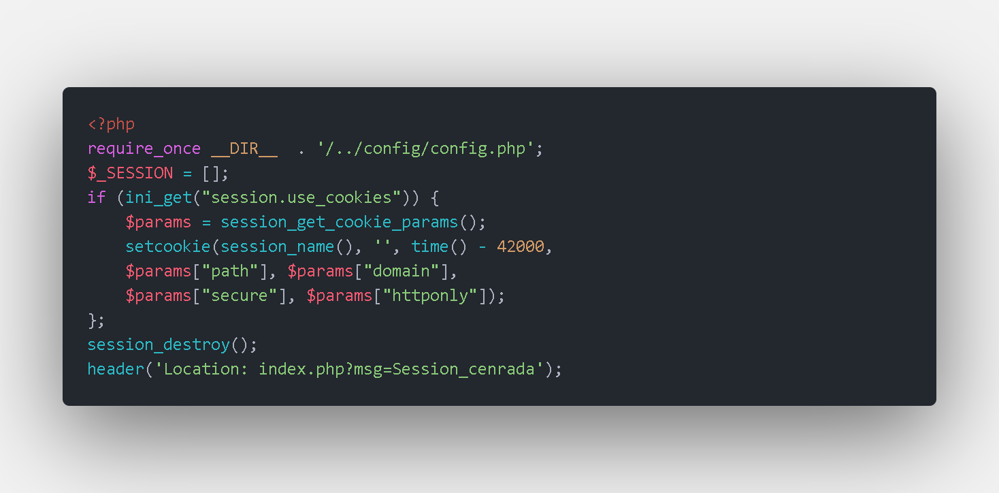 <?php
require_once __DIR__  . '/../config/config.php';
$_SESSION = [];
if (ini_get("session.use_cookies")) {
    $params = session_get_cookie_params();
    setcookie(session_name(), '', time() - 42000,
    $params["path"], $params["domain"],
    $params["secure"], $params["httponly"]);
};
session_destroy();
header('Location: index.php?msg=Session_cenrada');